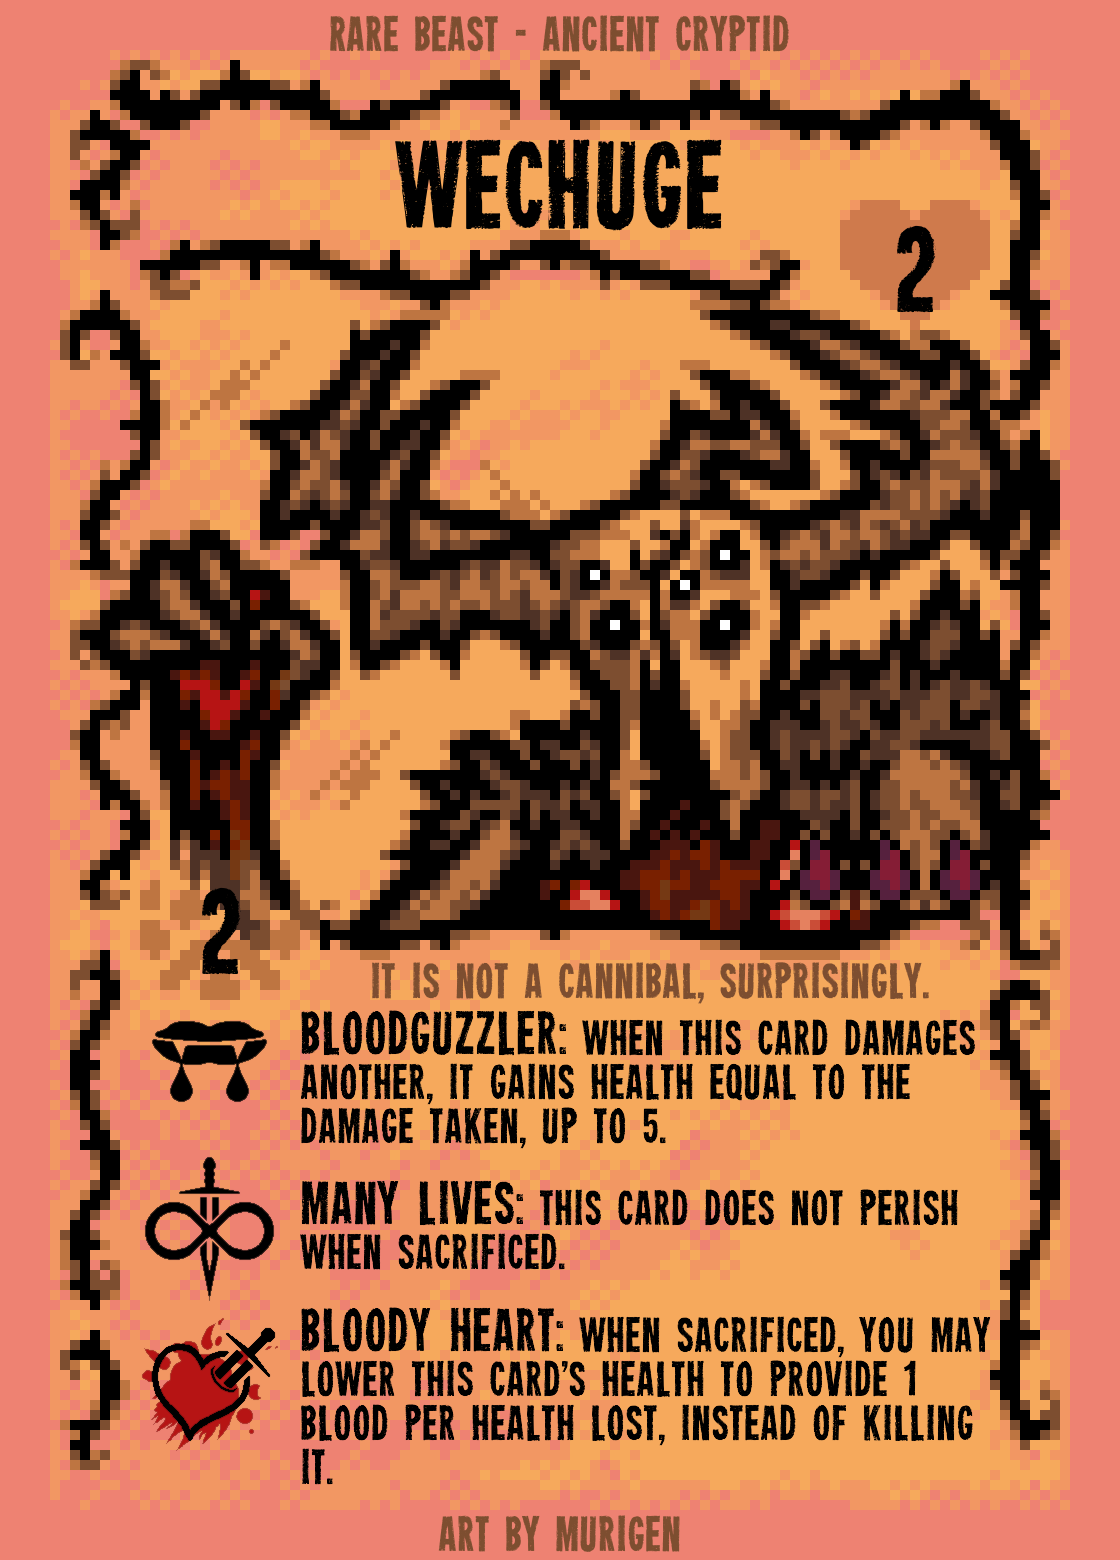 RARE BEAST - ANCIENT CRYPTID
WECHUGE
2
2
IT IS NOT A CANNIBAL, SURPRISINGLY.
BLOODGUZZLER: WHEN THIS CARD DAMAGES
ANOTHER, IT GAINS HEALTH EQUAL TO THE
DAMAGE TAKEN, UP TO 5.
MANY LIVES: THIS CARD DOES NOT PERISH
WHEN SACRIFICED.
BLOODY HEART: WHEN SACRIFICED, YOU MAY
LOWER THIS CARD'S HEALTH TO PROVIDE 1
BLOOD PER HEALTH LOST, INSTEAD OF KILLING
IT.
ART BY MURIGEN